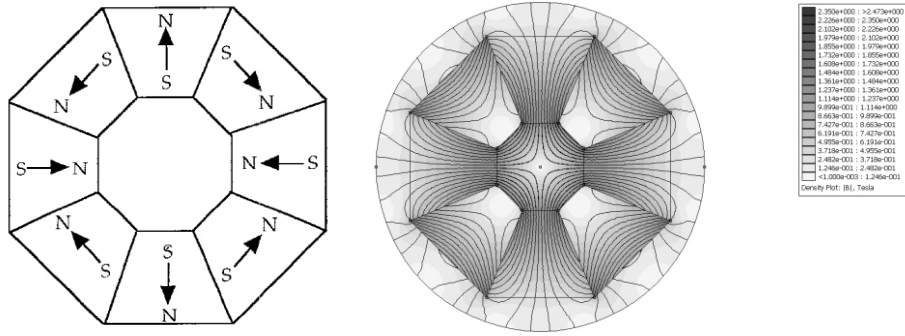 N
S
S
N
S
N
S
N
N
S
N
S
S
N
S
N
2.350e+000 : >2.473e+000
2.226e+000 : 2.350e+000
2.102e+000 : 2.226e+000
1.979e+000 : 2.102e+000
1.855e+000 : 1.979e+000
1.732e+000 : 1.855e+000
1.608e+000 : 1.732e+000
1.484e+000 : 1.608e+000
1.361e+000 : 1.484e+000
1.237e+000 : 1.361e+000
1.114e+000 : 1.237e+000
9.899e-001 : 1.114e+000
8.663e-001 : 9.899e-001
7.427e-001 : 8.663e-001
6.191e-001 : 7.427e-001
4.955e-001 : 6.191e-001
3.718e-001 : 4.955e-001
2.482e-001 : 3.718e-001
1.246e-001 : 2.482e-001
<1.000e-003 : 1.246e-001
Density Plot: |B|, Tesla